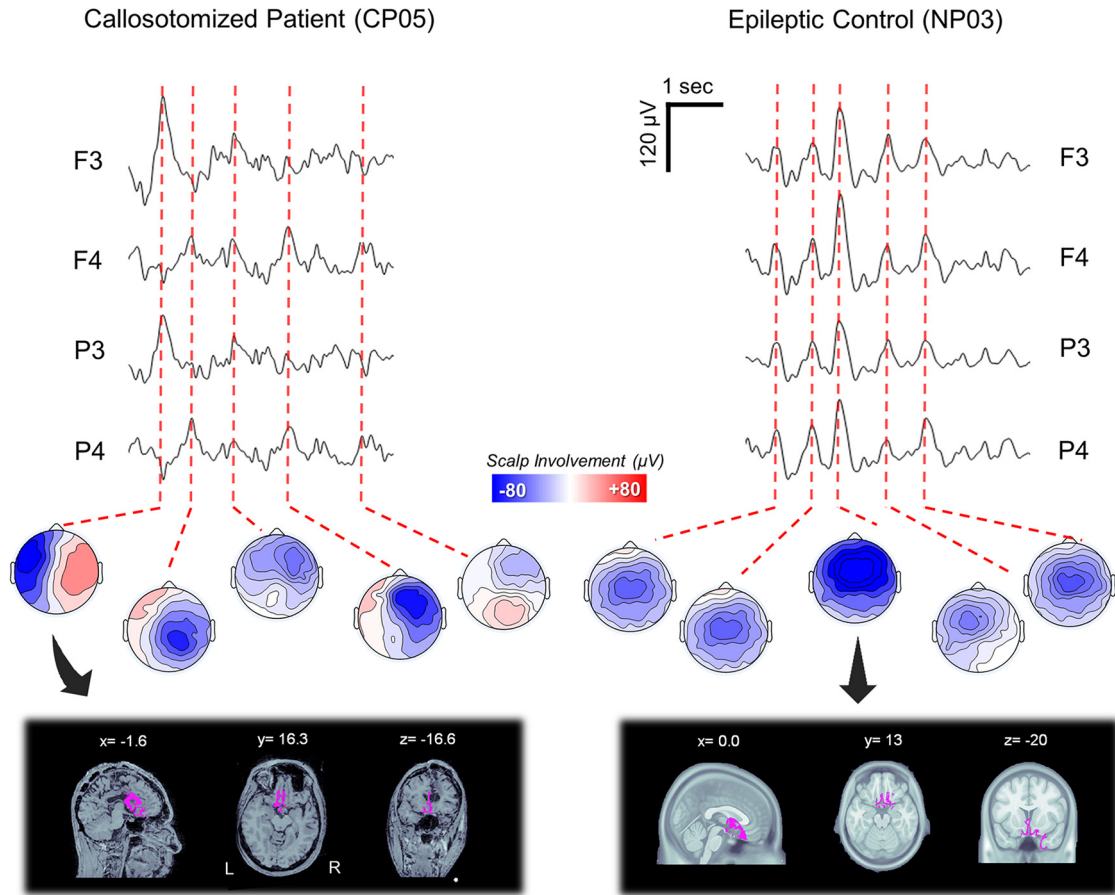 Callosotomized Patient (CP05)
Epileptic Control (NP03)
1 sec
120 µV
F3
F3
F4
F4
P3
P3
P4
P4
Scalp Involvement (µV)
-80
+80
x= -1.6
y= 16.3
z= -16.6
L
R
x= 0.0
y= 13
z= -20